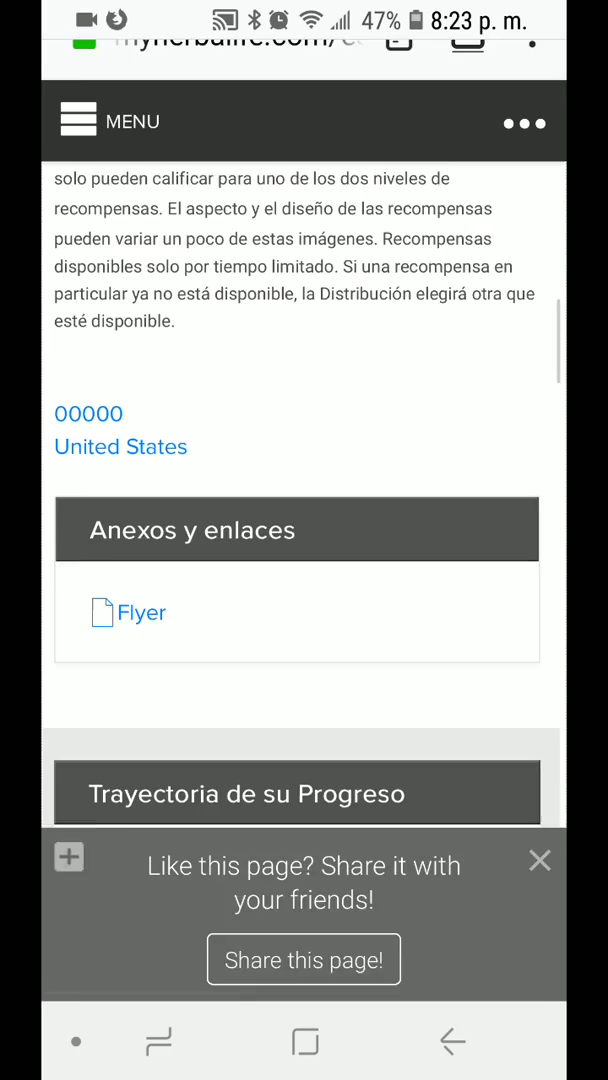 47% 8:23 p. m.
myherbalife.com/
MENU
solo pueden calificar para uno de los dos niveles de
recompensas. El aspecto y el diseño de las recompensas
pueden variar un poco de estas imágenes. Recompensas
disponibles solo por tiempo limitado. Si una recompensa en
particular ya no está disponible, la Distribución elegirá otra que
esté disponible.
00000
United States
Anexos y enlaces
Flyer
Trayectoria de su Progreso
Like this page? Share it with
your friends!
Share this page!